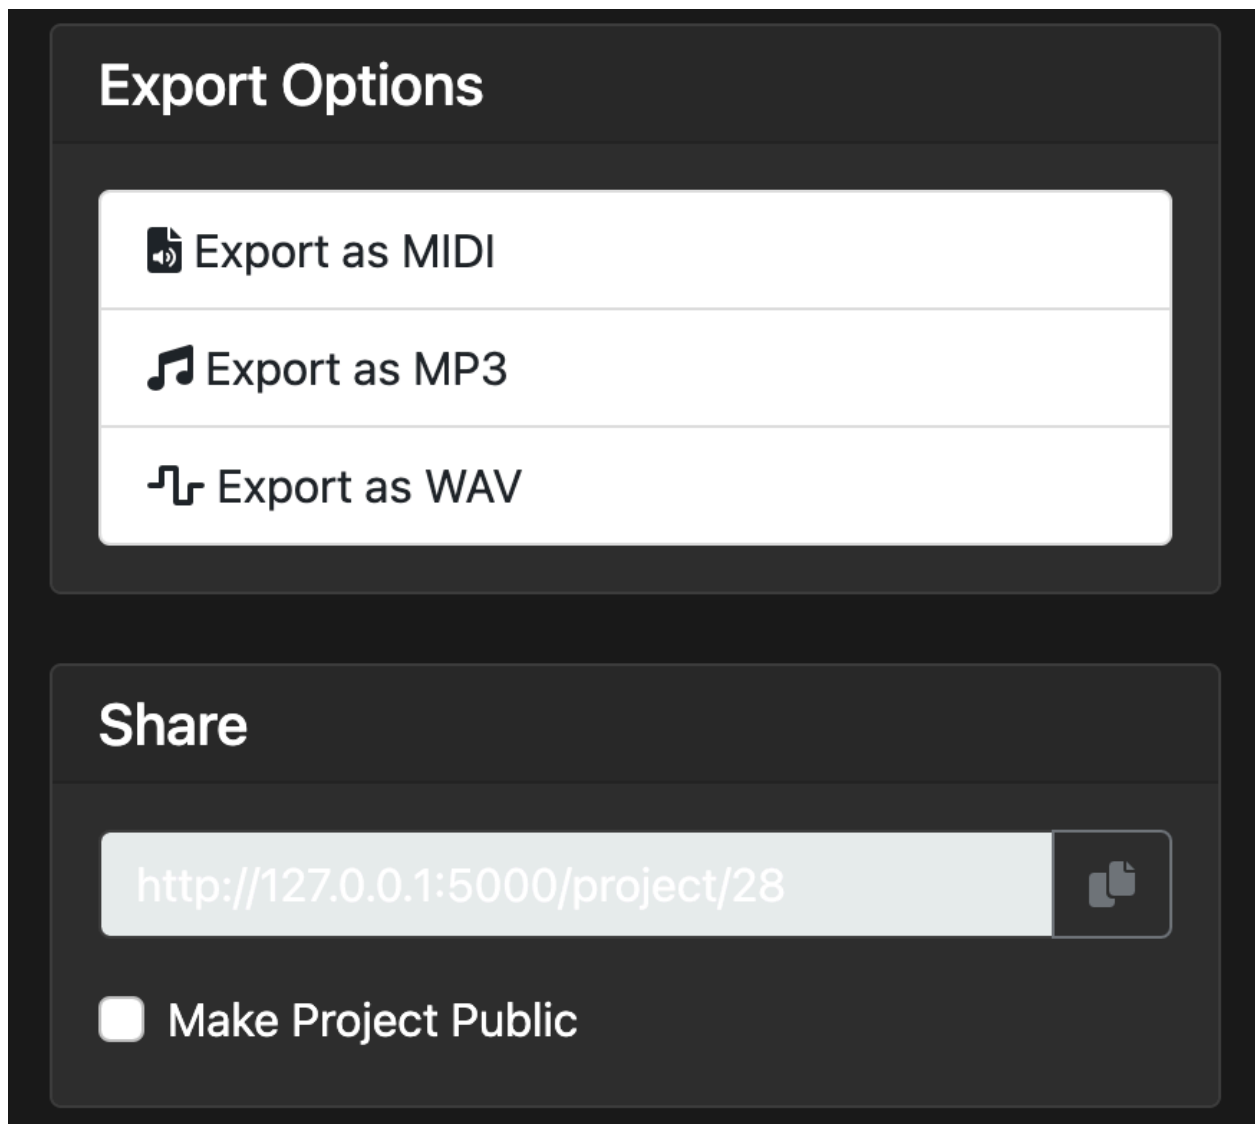 Export Options
Export as MIDI
Export as MP3
Export as WAV
Share
http://127.0.0.1:5000/project/28
Make Project Public